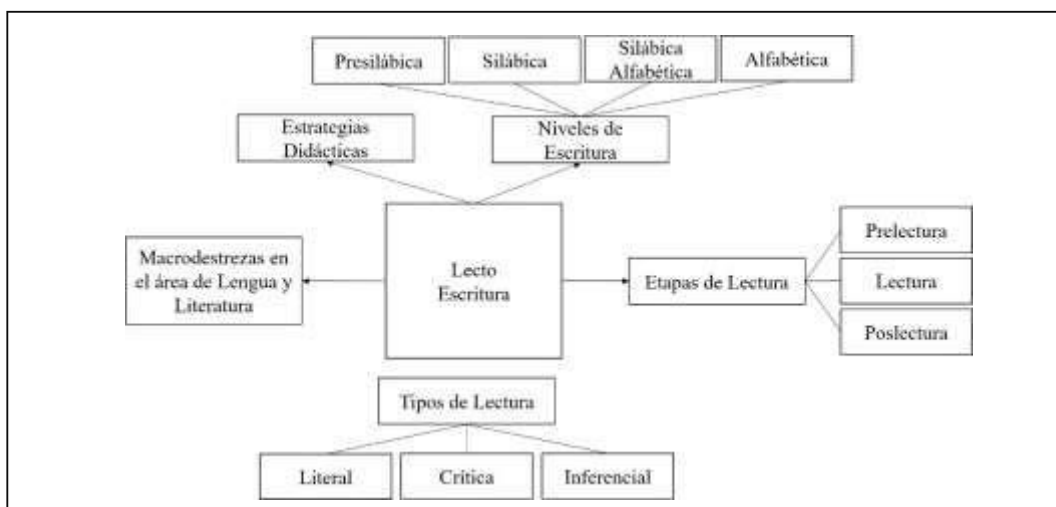 Presilábica
Silábica
Silábica
Alfabética
Alfabética
Estrategias
Didácticas
Niveles de
Escritura
Macrodestrezas en
el área de Lengua y
Literatura
Lecto
Escritura
Etapas de Lectura
Prelectura
Lectura
Poslectura
Tipos de Lectura
Literal
Crítica
Inferencial